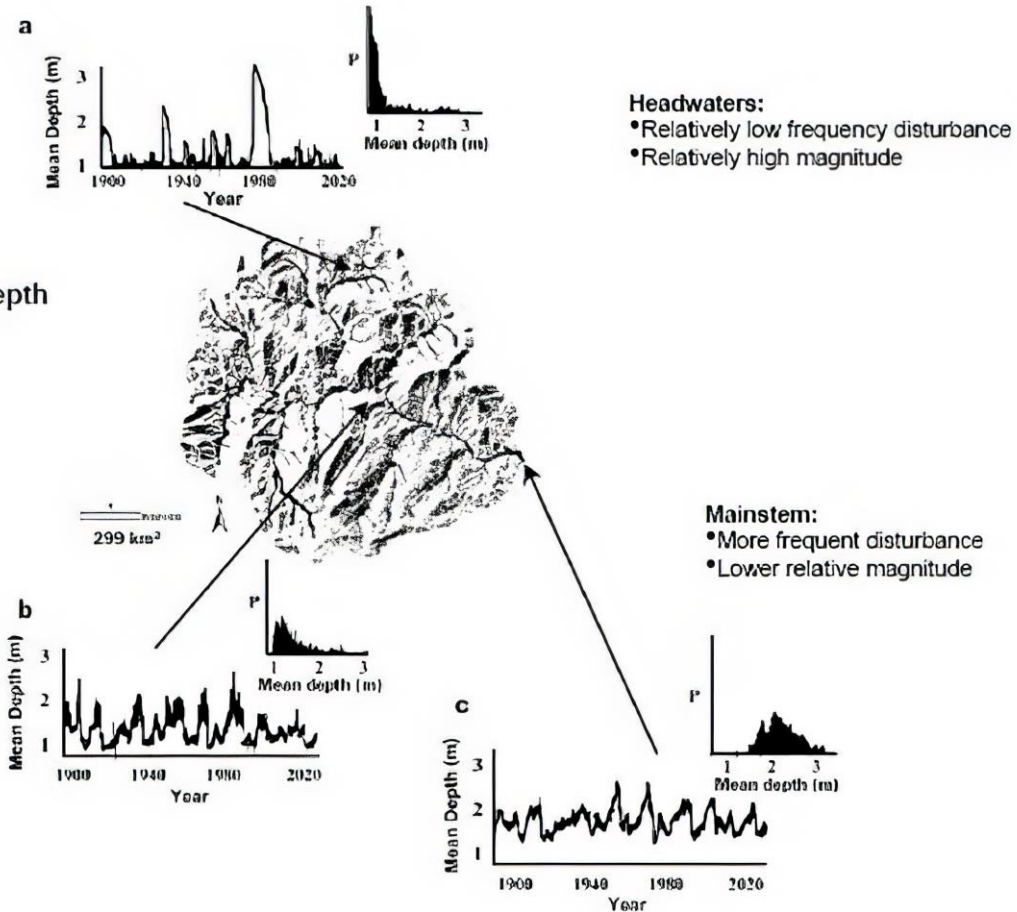 a
Mean Depth (m)
3
2
1
1900 1940 1980 2020
Year
P
1 2 3
Mean depth (m)
Headwaters:
•Relatively low frequency disturbance
•Relatively high magnitude
epth
299 km²
Mainstem:
•More frequent disturbance
•Lower relative magnitude
b
Mean Depth (m)
3
2
1
1900 1940 1980 2020
Year
P
1 2 3
Mean depth (m)
c
Mean Depth (m)
3
2
1
1900 1940 1980 2020
Year
P
1 2 3
Mean depth (m)